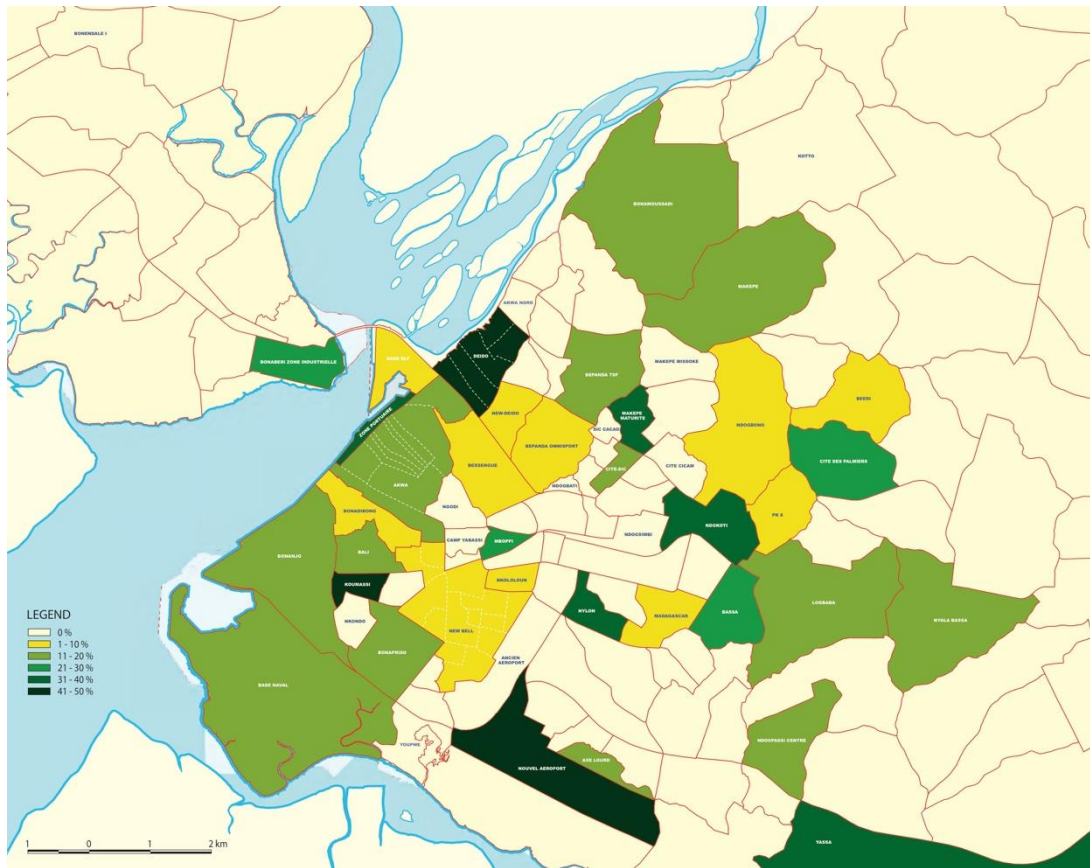 BONENSALE I
KOTTO
BONAMOUSSADI
MAKEPE
AKWA NORD
BONABERI ZONE INDUSTRIELLE
DEIDO
BEPANDA TSF
MAKEPE MISSOKE
NEW-DEIDO
MAKEPE
MATURITE
SIC CACAO
NDOGBONG
BEEDI
ZONE PORTUAIRE
BEPANDA OMNISPORT
BESSENGUE
CITE-SIC
CITE CICAM
CITE DES PALMIERS
AKWA
NDOGBATI
NGODI
BONADIBONG
PK 8
NDOKOTI
NDOGSIMBI
CAMP YABASSI
MBOPPI
BONANJO
BALI
KOUMASSI
NKOLOLOUN
NYLON
MADAGASCAR
BASSA
LOGBABA
NYALA BASSA
NKONDO
NEW BELL
BONAPRISO
ANCIEN
AEROPORT
BASE NAVAL
YOUPWE
NDOGPASSI CENTRE
AXE LOURD
NOUVEL AEROPORT
YASSA
LEGEND
0 %
1 - 10 %
11 - 20 %
21 - 30 %
31 - 40 %
41 - 50 %
1 0 1 2 km